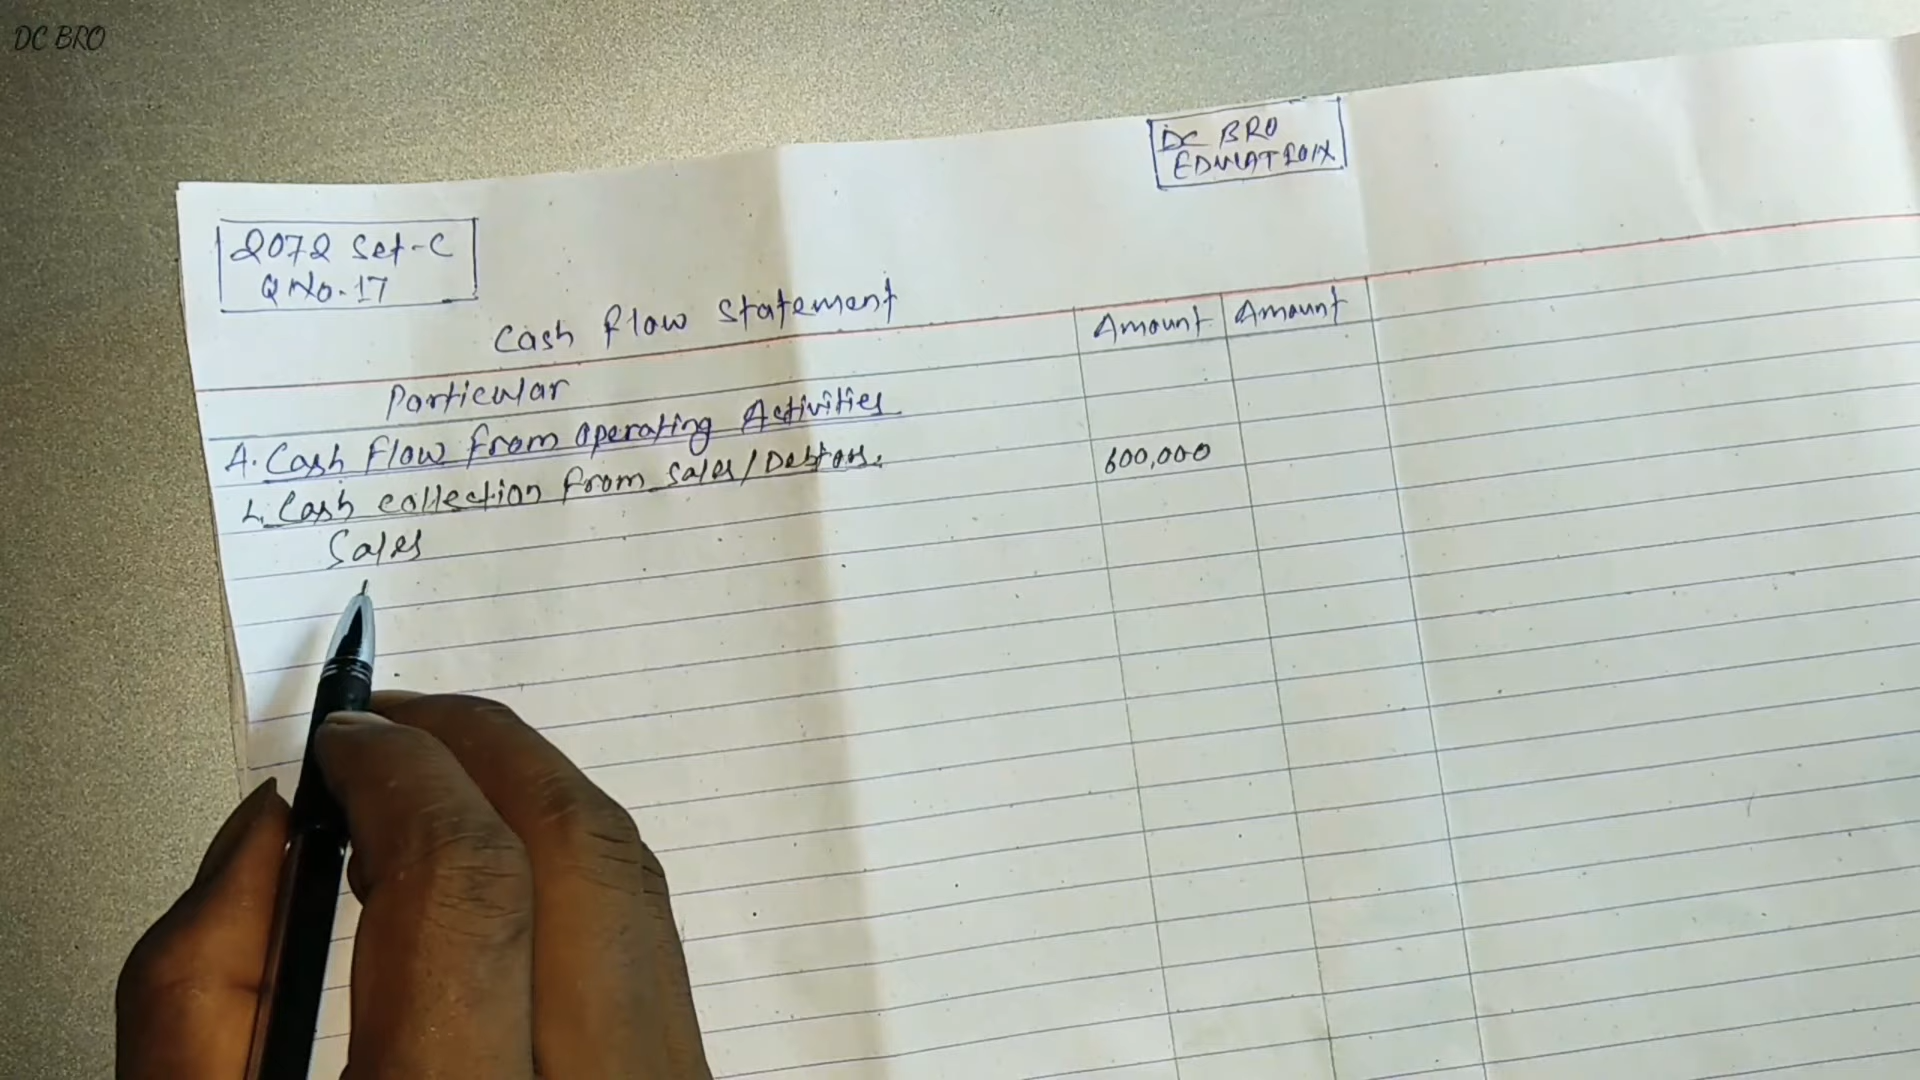 DC BRO
DC BRO
EDUCATION
2072 Set-C
Q No.17
Cash flow statement
Particular
Amount
Amount
A. Cash flow from operating Activities
1. Cash collection from sales/Debtors.
600,000
Sales